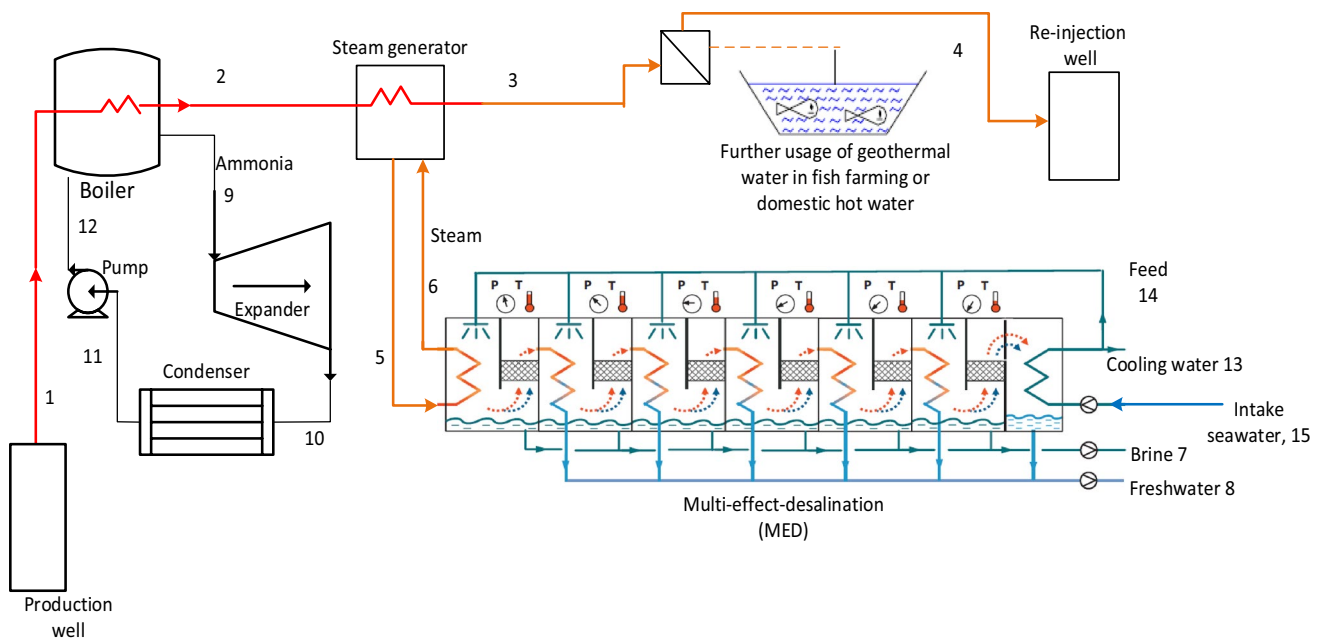 Steam generator
Re-injection
well
2
3
4
Boiler
Ammonia
9
12
Pump
Expander
Further usage of geothermal
water in fish farming or
domestic hot water
Steam
6
5
11
1
Condenser
10
P T
P T
P T
P T
P T
P T
Feed
14
Cooling water 13
Intake
seawater, 15
Brine 7
Freshwater 8
Multi-effect-desalination
(MED)
Production
well